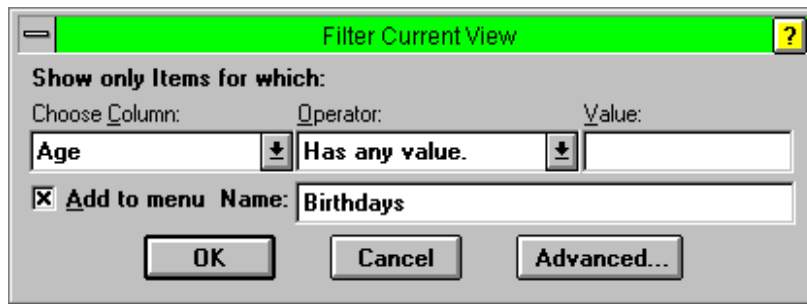 Filter Current View ?
Show only Items for which:
Choose Column: Operator: Value:
Age Has any value.
Add to menu Name: Birthdays
OK Cancel Advanced...